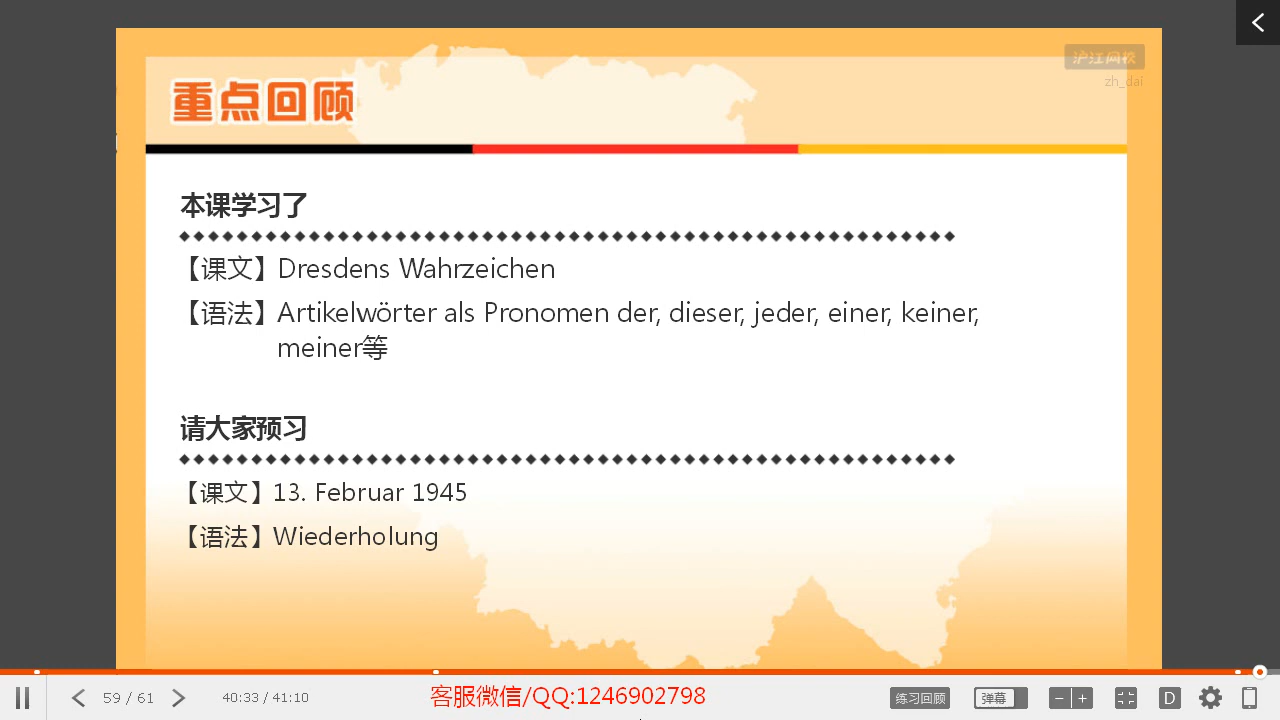 沪江网校
zh_dai
重点回顾
本课学习了
【课文】Dresdens Wahrzeichen
【语法】Artikelwörter als Pronomen der, dieser, jeder, einer, keiner,
meiner等
请大家预习
【课文】13. Februar 1945
【语法】Wiederholung
59 / 61
40:33 / 41:10
客服微信/QQ:1246902798
练习回顾
弹幕
D